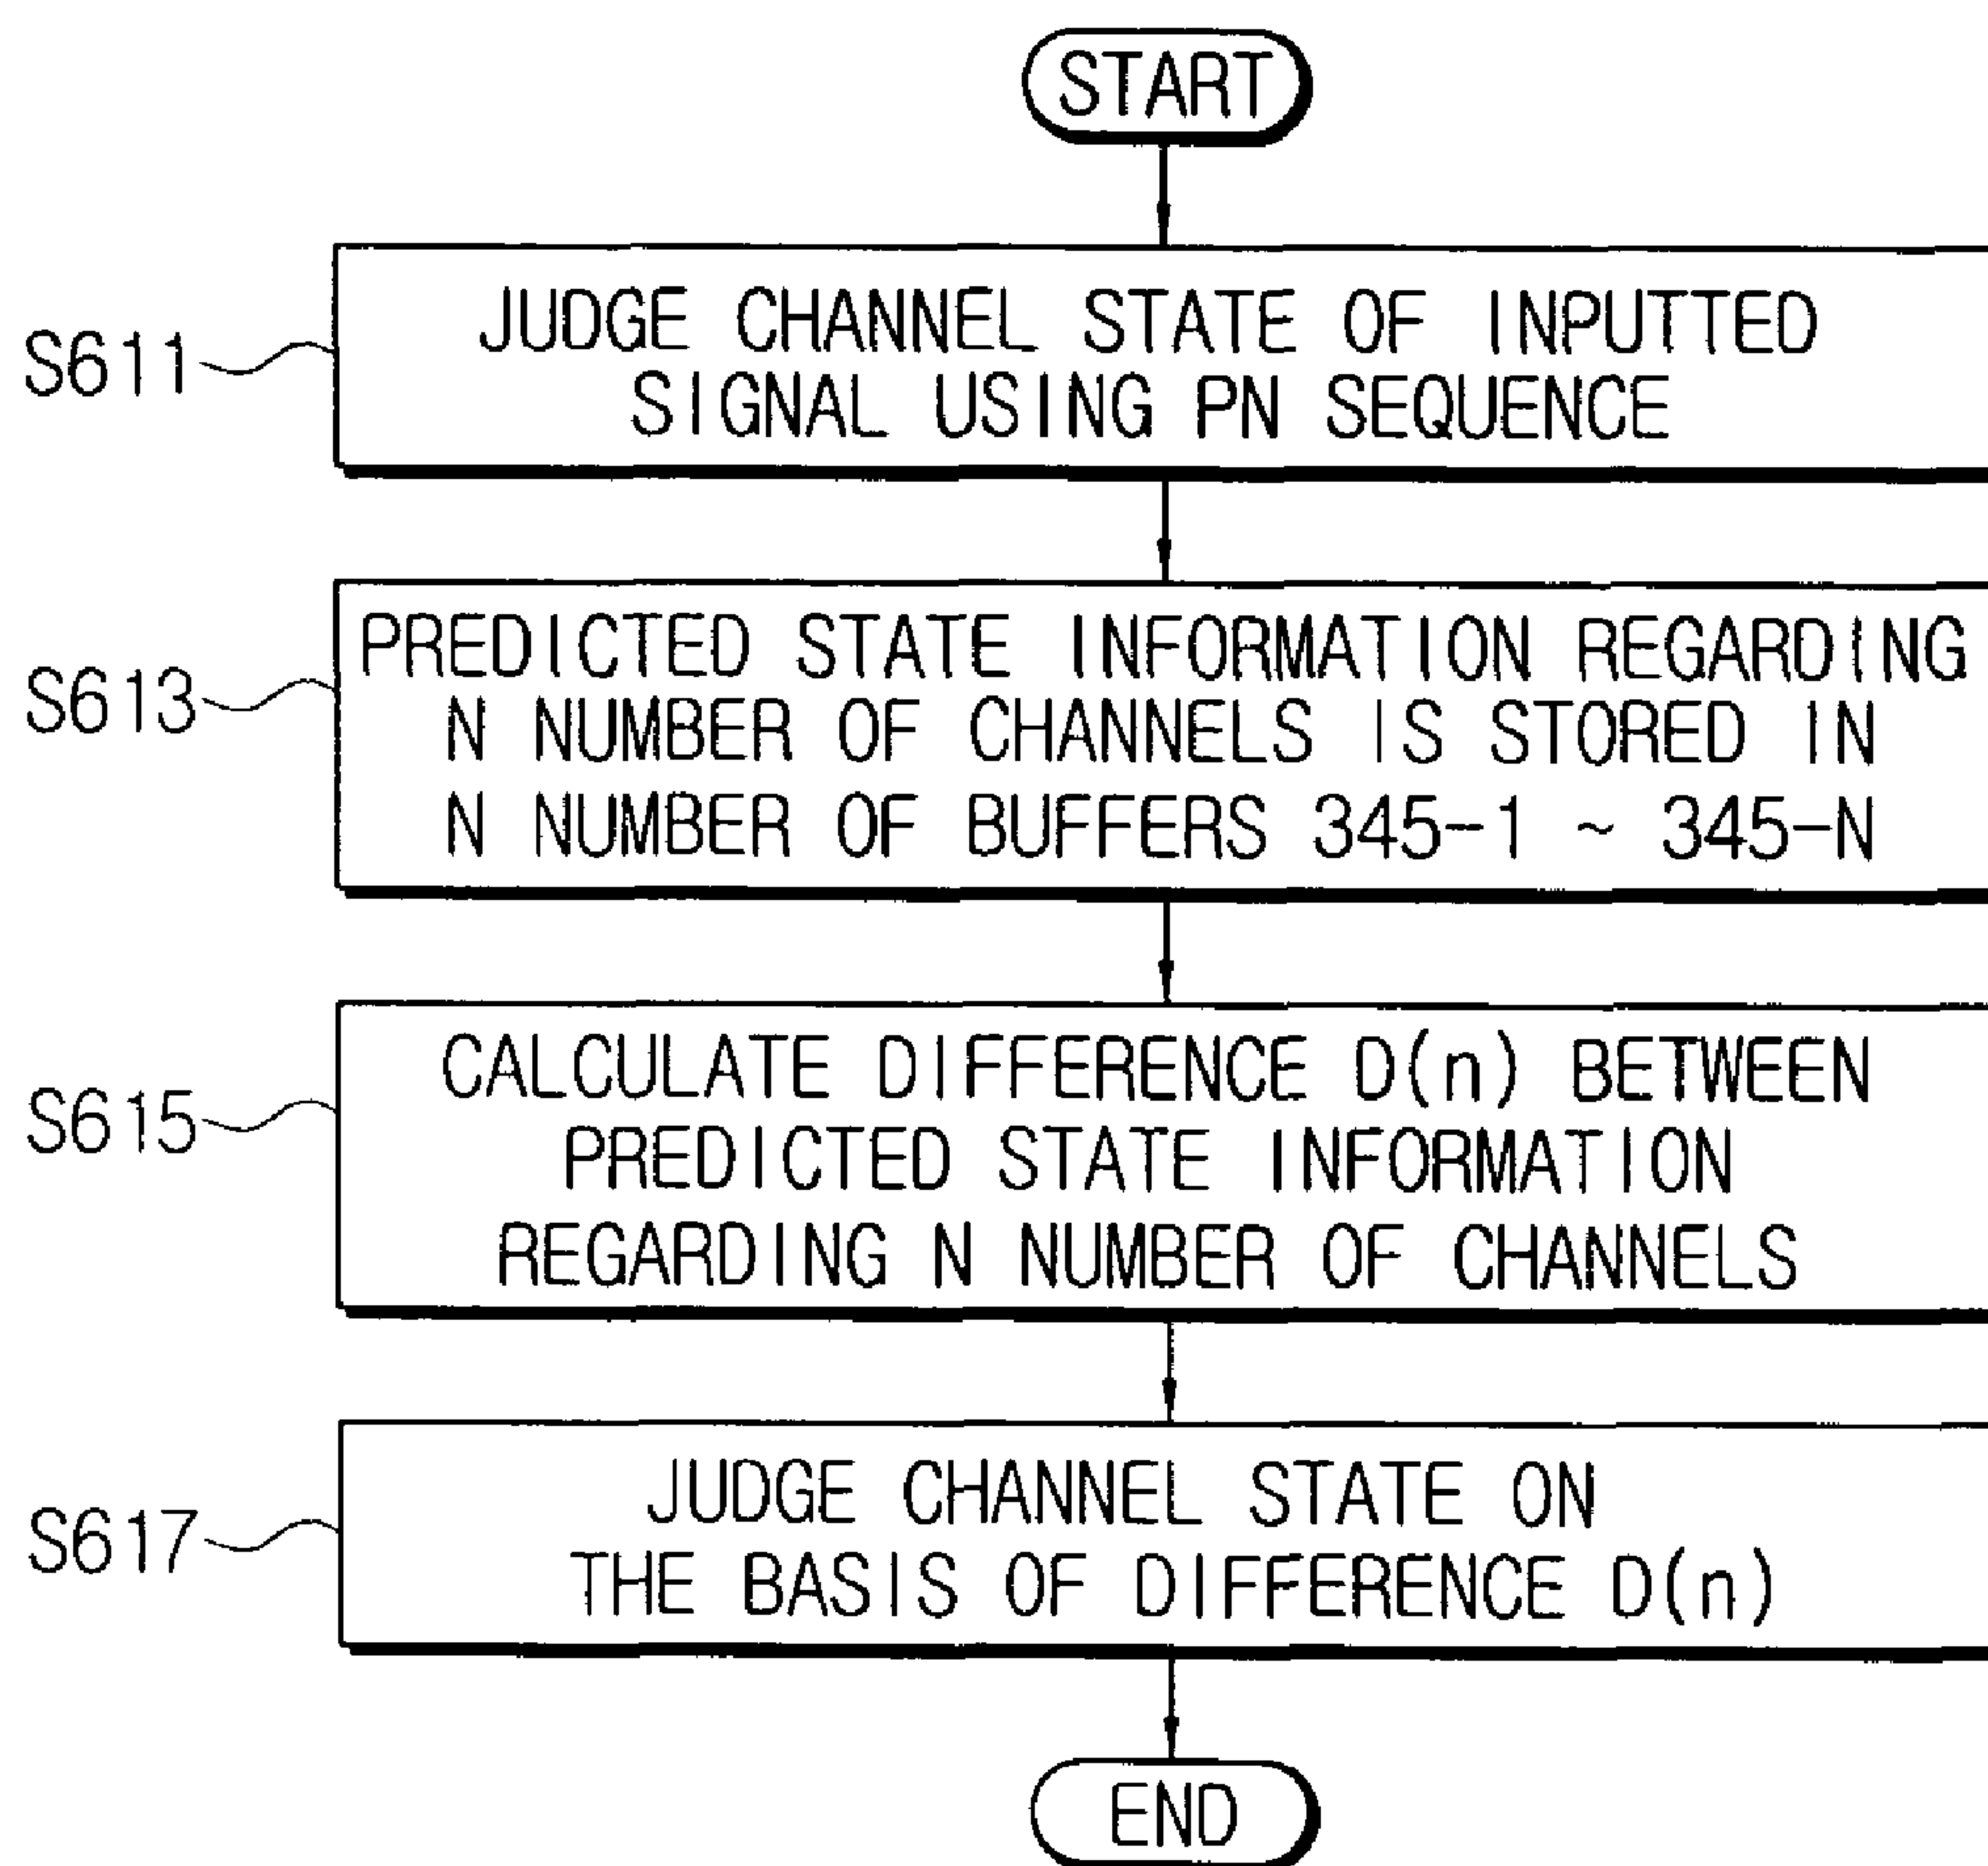 START
S611
JUDGE CHANNEL STATE OF INPUTTED
SIGNAL USING PN SEQUENCE
S613
PREDICTED STATE INFORMATION REGARDING
N NUMBER OF CHANNELS IS STORED IN
N NUMBER OF BUFFERS 345-1 ~ 345-N
S615
CALCULATE DIFFERENCE D(n) BETWEEN
PREDICTED STATE INFORMATION
REGARDING N NUMBER OF CHANNELS
S617
JUDGE CHANNEL STATE ON
THE BASIS OF DIFFERENCE D(n)
END